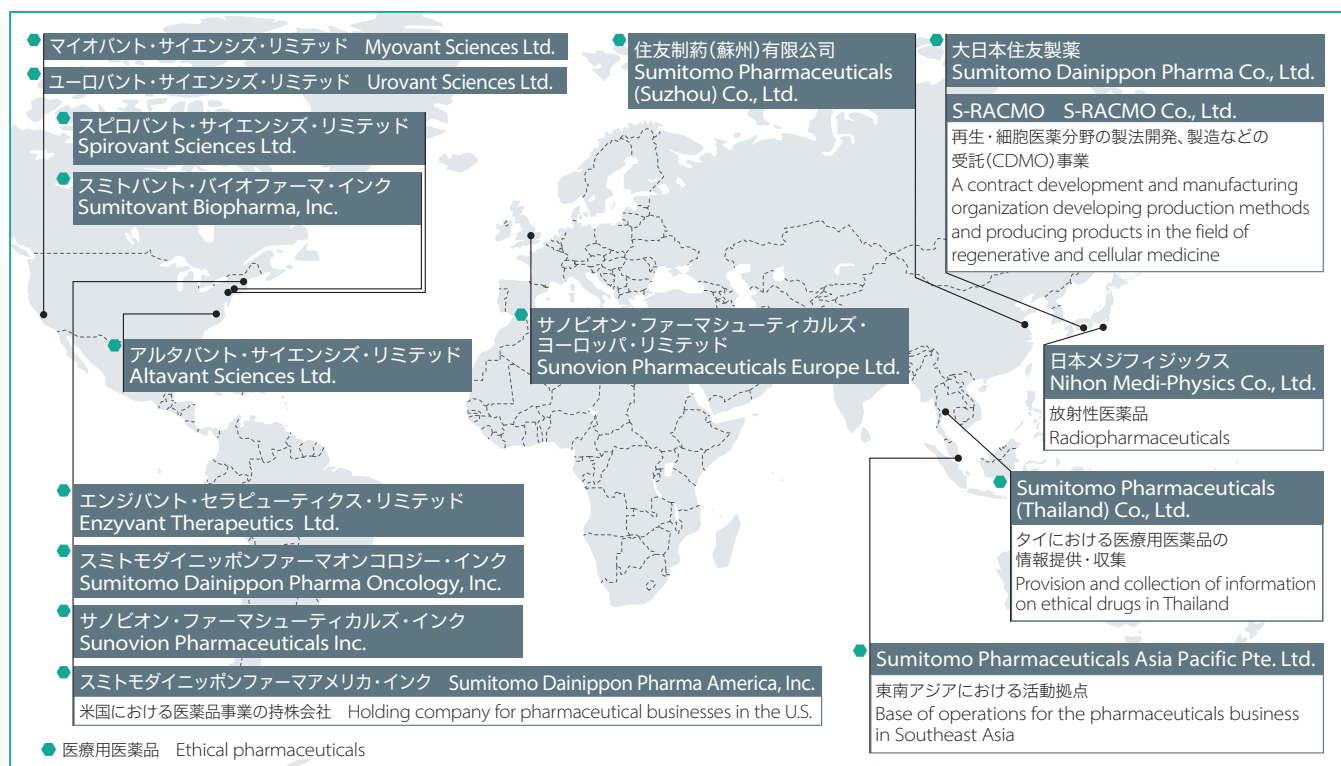 マイオバント・サイエンシズ・リミテッド Myovant Sciences Ltd.
ユーロバント・サイエンシズ・リミテッド Urovant Sciences Ltd.
スピロバント・サイエンシズ・リミテッド
Spirovant Sciences Ltd.
スミトバント・バイオファーマ・インク
Sumitovant Biopharma, Inc.
アルタバント・サイエンシズ・リミテッド
Altavant Sciences Ltd.
エンジバント・セラピューティクス・リミテッド
Enzyvant Therapeutics Ltd.
スミトモダイニッポンファーマオンコロジー・インク
Sumitomo Dainippon Pharma Oncology, Inc.
サノビオン・ファーマシューティカルズ・インク
Sunovion Pharmaceuticals Inc.
スミトモダイニッポンファーマアメリカ・インク Sumitomo Dainippon Pharma America, Inc.
米国における医薬品事業の持株会社 Holding company for pharmaceutical businesses in the U.S.
サノビオン・ファーマシューティカルズ・
ヨーロッパ・リミテッド
Sunovion Pharmaceuticals Europe Ltd.
住友制葯(蘇州)有限公司
Sumitomo Pharmaceuticals
(Suzhou) Co., Ltd.
大日本住友製薬
Sumitomo Dainippon Pharma Co., Ltd.
S-RACMO S-RACMO Co., Ltd.
再生・細胞医薬分野の製法開発、製造などの
受託(CDMO)事業
A contract development and manufacturing
organization developing production methods
and producing products in the field of
regenerative and cellular medicine
日本メジフィジックス
Nihon Medi-Physics Co., Ltd.
放射性医薬品
Radiopharmaceuticals
Sumitomo Pharmaceuticals
(Thailand) Co., Ltd.
タイにおける医療用医薬品の
情報提供・収集
Provision and collection of information
on ethical drugs in Thailand
Sumitomo Pharmaceuticals Asia Pacific Pte. Ltd.
東南アジアにおける活動拠点
Base of operations for the pharmaceuticals business
in Southeast Asia
医療用医薬品 Ethical pharmaceuticals